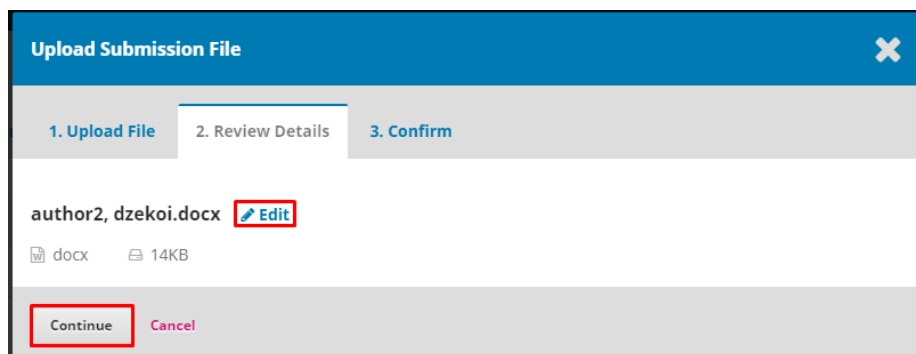 Upload Submission File
1. Upload File 2. Review Details 3. Confirm
author2, dzekoi.docx Edit
docx 14KB
Continue Cancel